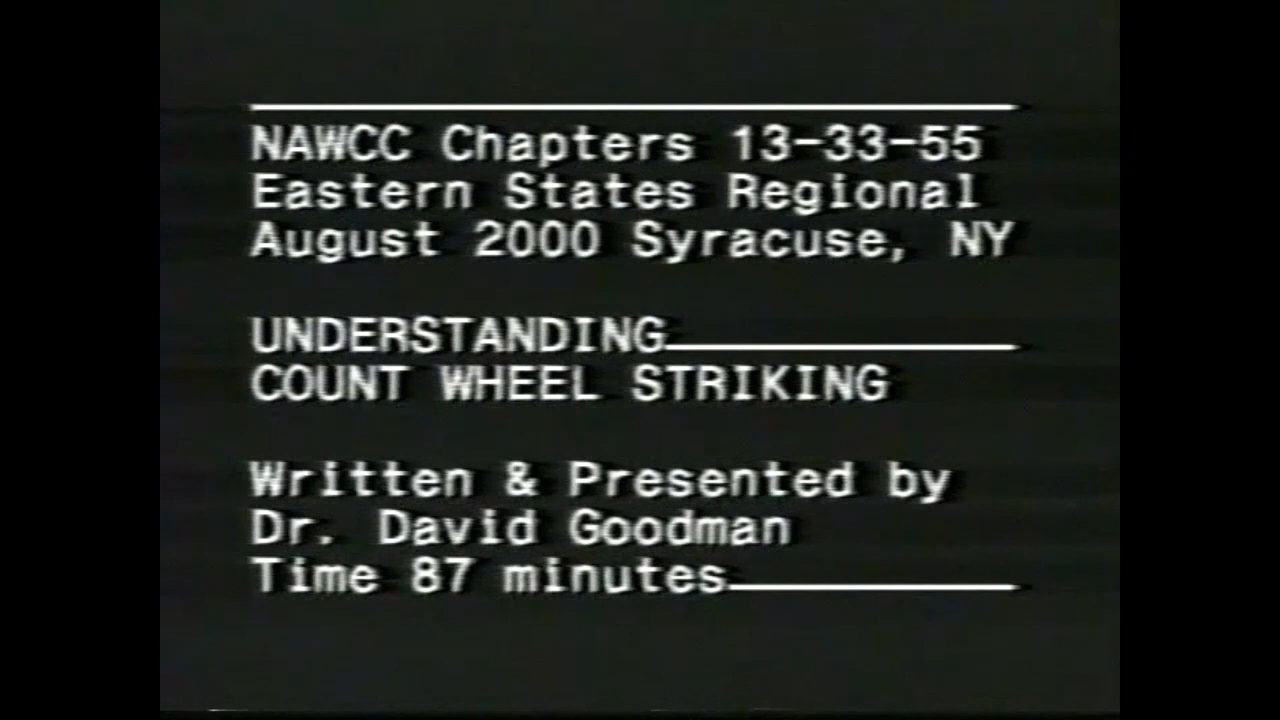 NAWCC Chapters 13-33-55
Eastern States Regional
August 2000 Syracuse, NY
UNDERSTANDING
COUNT WHEEL STRIKING
Written & Presented by
Dr. David Goodman
Time 87 minutes